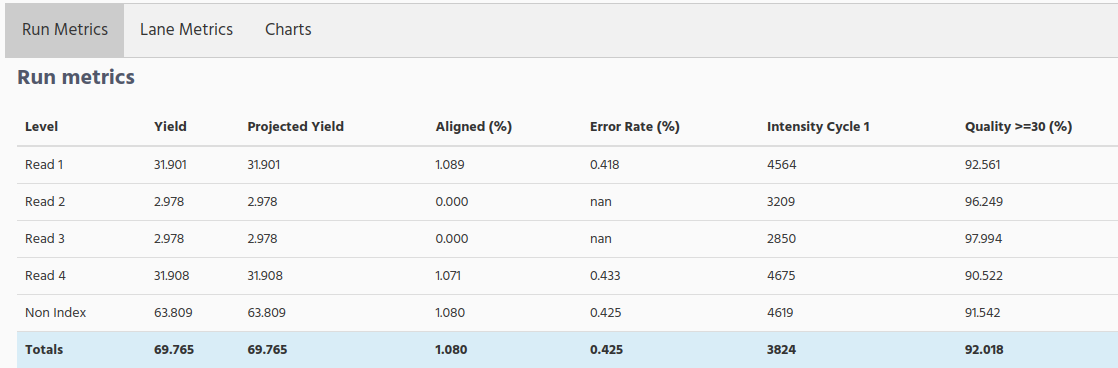 Run Metrics Lane Metrics Charts
Run metrics
Level Yield Projected Yield Aligned (%) Error Rate (%) Intensity Cycle 1 Quality >=30 (%)
Read 1 31.901 31.901 1.089 0.418 4564 92.561
Read 2 2.978 2.978 0.000 nan 3209 96.249
Read 3 2.978 2.978 0.000 nan 2850 97.994
Read 4 31.908 31.908 1.071 0.433 4675 90.522
Non Index 63.809 63.809 1.080 0.425 4619 91.542
Totals 69.765 69.765 1.080 0.425 3824 92.018